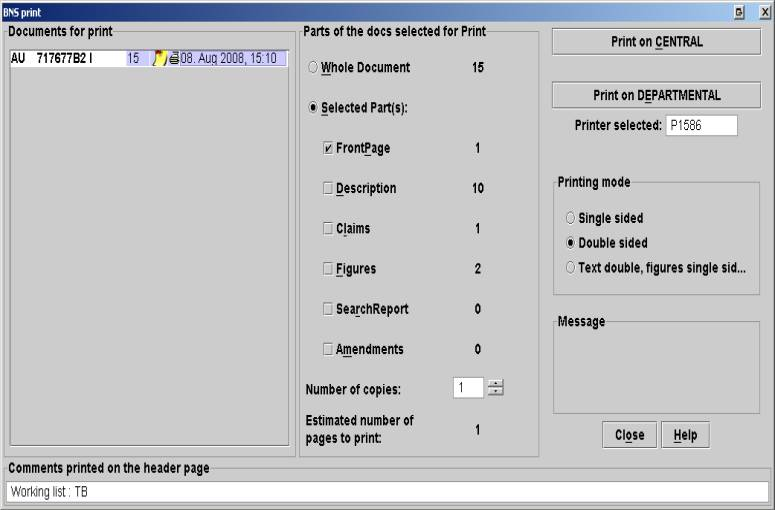 BNS print
Documents for print
AU 717677B2 I 15 08. Aug 2008, 15:10
Parts of the docs selected for Print
Whole Document 15
Selected Part(s):
FrontPage 1
Description 10
Claims 1
Figures 2
SearchReport 0
Amendments 0
Number of copies: 1
Estimated number of
pages to print: 1
Print on CENTRAL
Print on DEPARTMENTAL
Printer selected: P1586
Printing mode
Single sided
Double sided
Text double, figures single sid...
Message
Close Help
Comments printed on the header page
Working list : TB